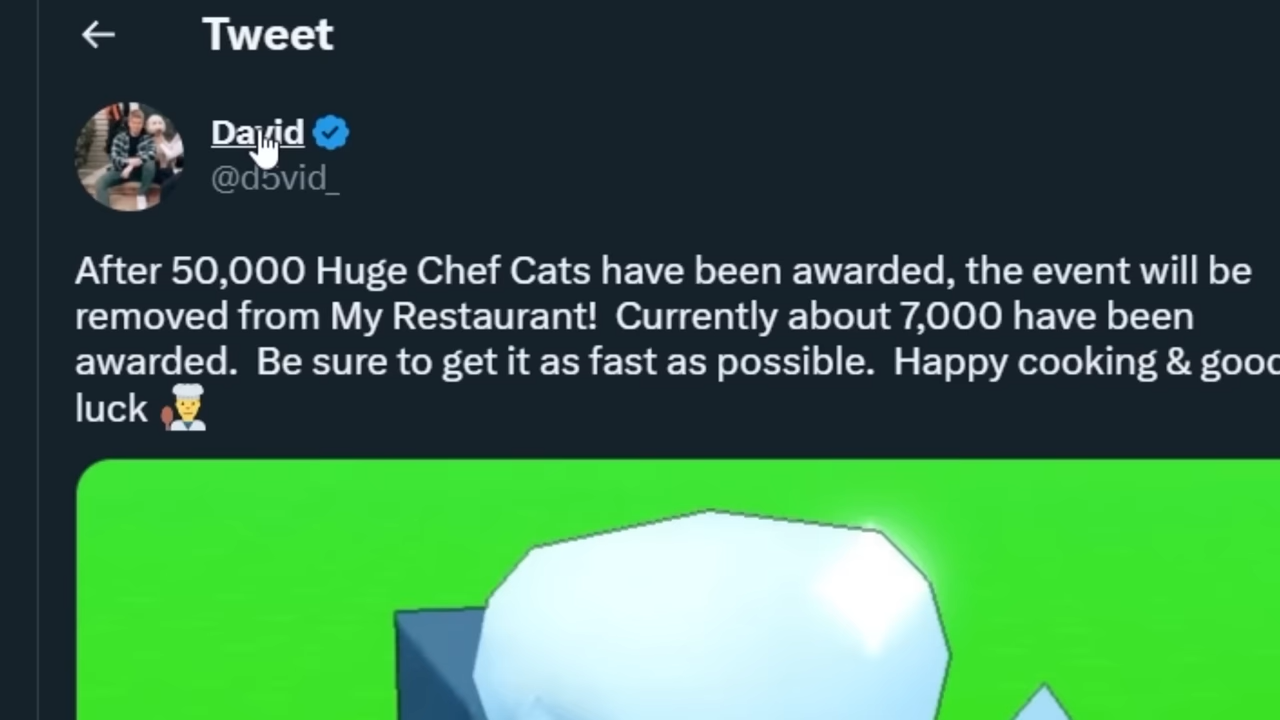 Tweet
David
@d5vid_
After 50,000 Huge Chef Cats have been awarded, the event will be
removed from My Restaurant!  Currently about 7,000 have been
awarded.  Be sure to get it as fast as possible.  Happy cooking & good
luck 👨‍🍳